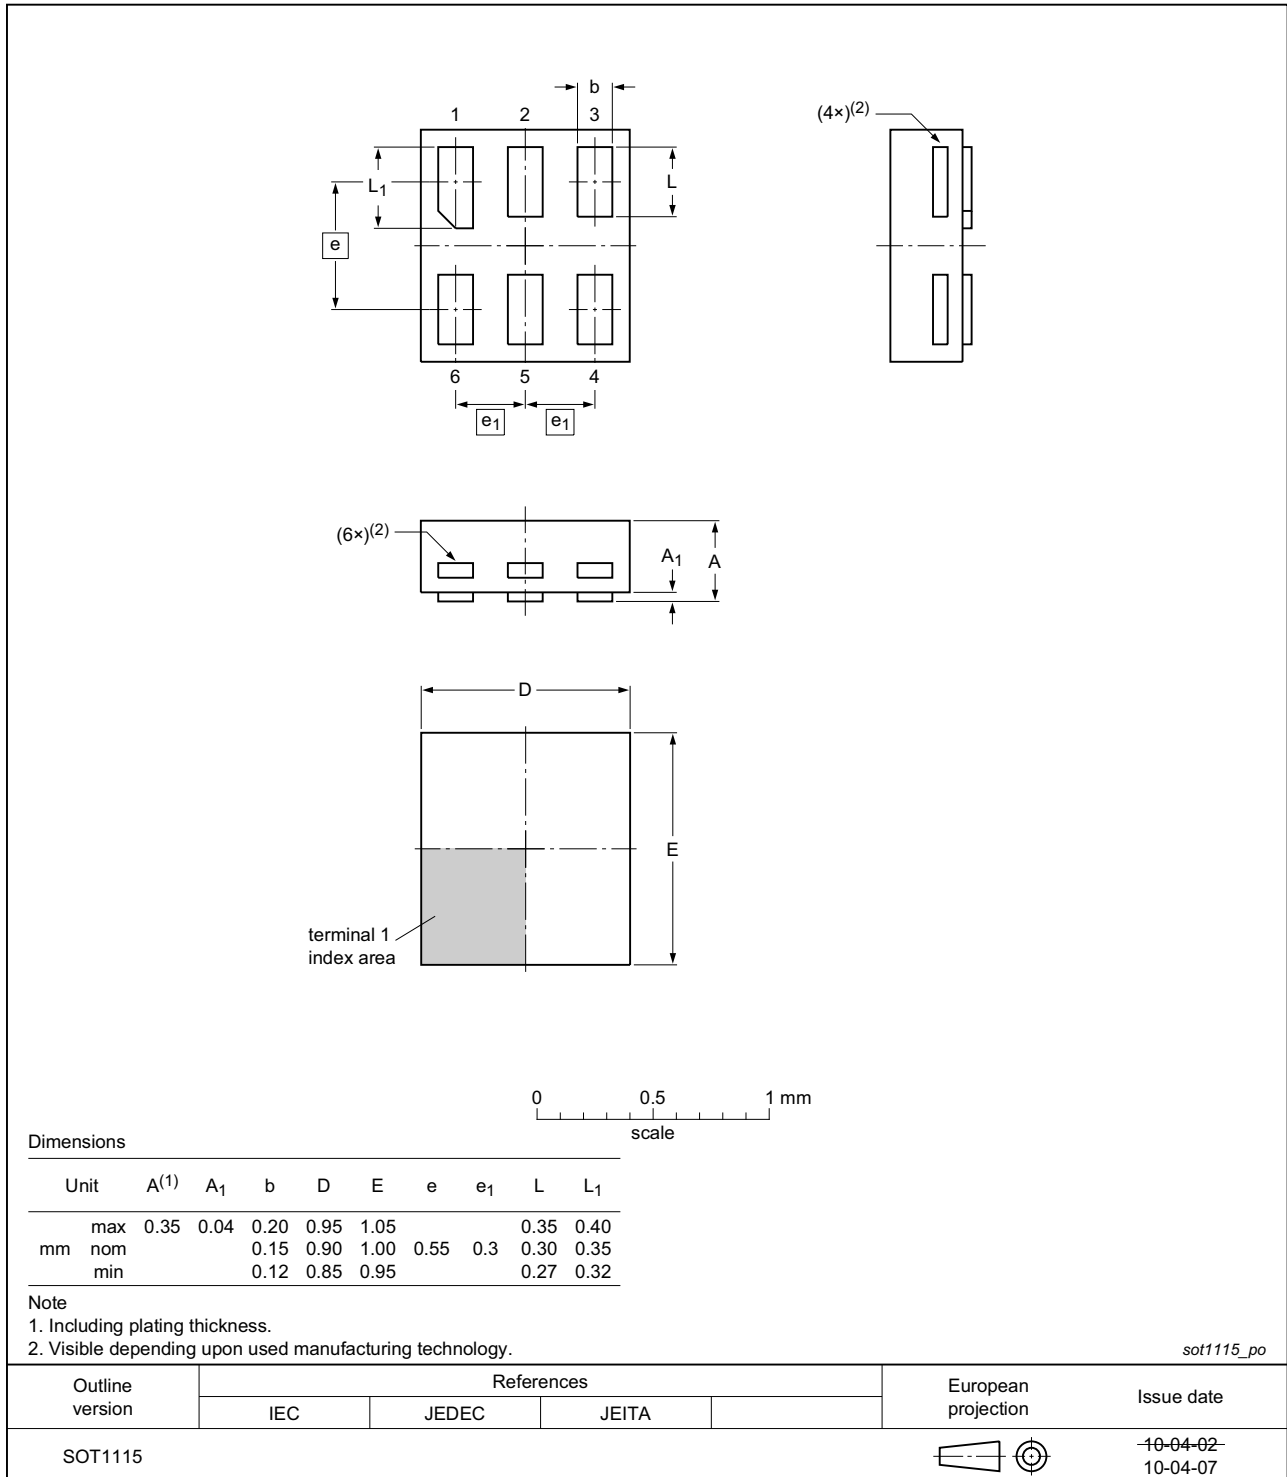 b
1 2 3
(4×)(2)
L1
L
e
6 5 4
e1 e1
(6×)(2)
A1
A
D
E
terminal 1
index area
0 0.5 1 mm
scale
Dimensions
Unit A(1) A1 b D E e e1 L L1
max 0.35 0.04 0.20 0.95 1.05 0.35 0.40
mm nom 0.15 0.90 1.00 0.55 0.3 0.30 0.35
min 0.12 0.85 0.95 0.27 0.32
Note
1. Including plating thickness.
2. Visible depending upon used manufacturing technology.
sot1115_po
Outline
version
References
IEC JEDEC JEITA
European
projection
Issue date
SOT1115
10-04-02
10-04-07